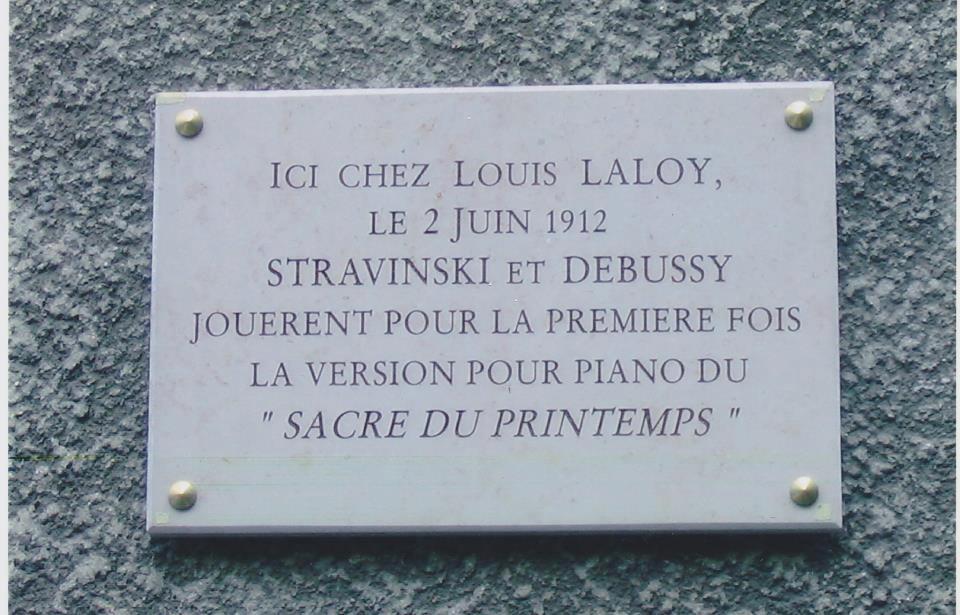 ICI CHEZ LOUIS LALOY,
LE 2 JUIN 1912
STRAVINSKI ET DEBUSSY
JOUERENT POUR LA PREMIERE FOIS
LA VERSION POUR PIANO DU
" SACRE DU PRINTEMPS "